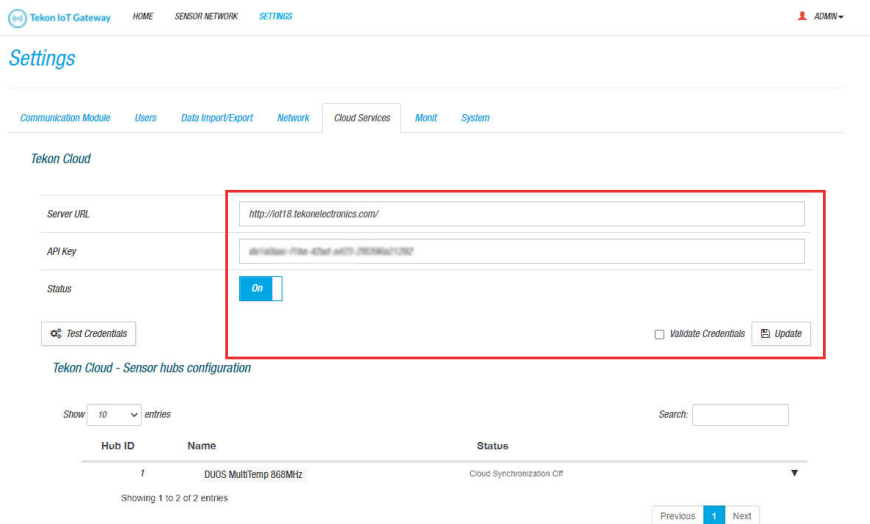 Tekon IoT Gateway HOME SENSOR NETWORK SETTINGS ADMIN
Settings
Communication Module Users Data Import/Export Network Cloud Services Monit System
Tekon Cloud
Server URL http://iot18.tekonelectronics.com/
API Key
Status On
Test Credentials Validate Credentials Update
Tekon Cloud - Sensor hubs configuration
Show 10 entries Search:
Hub ID Name Status
1 DUOS MultiTemp 868MHz Cloud Synchronization Off
Showing 1 to 2 of 2 entries
Previous 1 Next